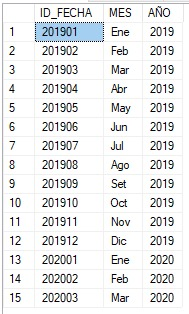 ID_FECHA MES AÑO
1 201901 Ene 2019
2 201902 Feb 2019
3 201903 Mar 2019
4 201904 Abr 2019
5 201905 May 2019
6 201906 Jun 2019
7 201907 Jul 2019
8 201908 Ago 2019
9 201909 Set 2019
10 201910 Oct 2019
11 201911 Nov 2019
12 201912 Dic 2019
13 202001 Ene 2020
14 202002 Feb 2020
15 202003 Mar 2020